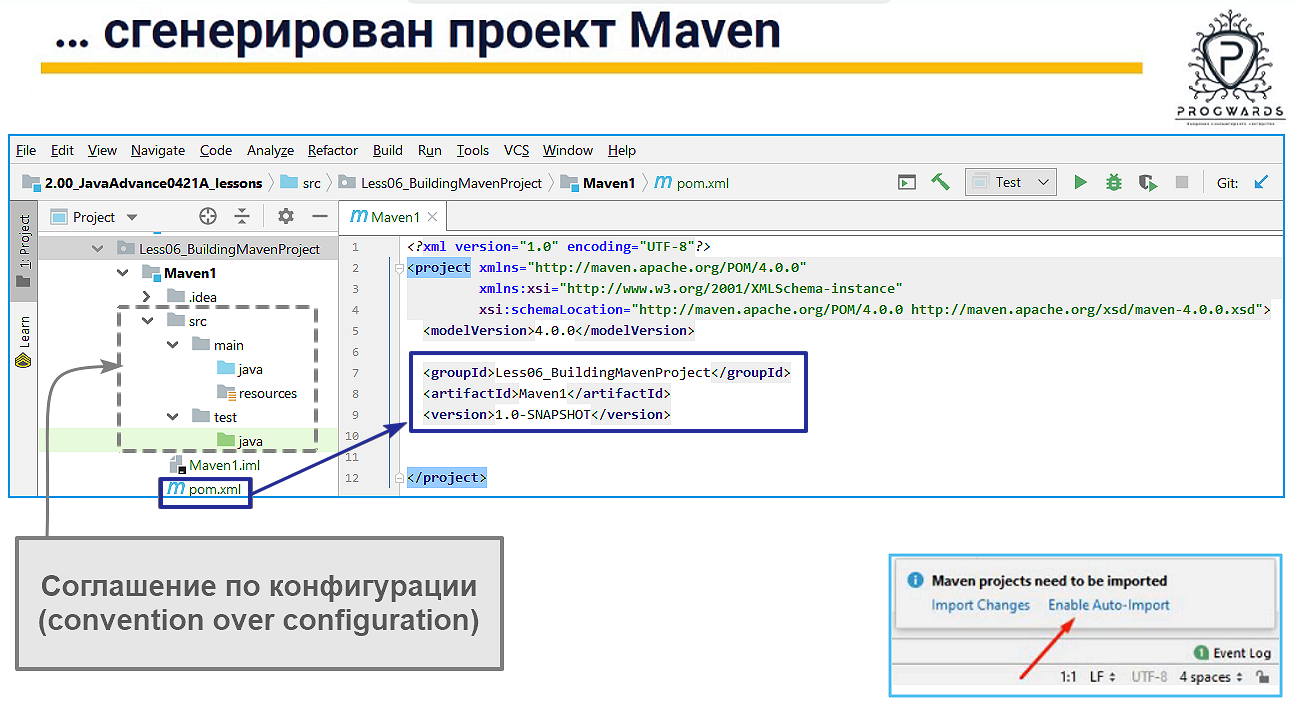 ... сгенерирован проект Maven
PROGWARDS
File Edit View Navigate Code Analyze Refactor Build Run Tools VCS Window Help
2.00_JavaAdvance0421A_lessons src Less06_BuildingMavenProject Maven1 m pom.xml Test Git:
1: Project
Learn
Project
Less06_BuildingMavenProject
Maven1
.idea
src
main
java
resources
test
java
Maven1.iml
m pom.xml
m Maven1
1 <?xml version="1.0" encoding="UTF-8"?>
2 <project xmlns="http://maven.apache.org/POM/4.0.0"
3 xmlns:xsi="http://www.w3.org/2001/XMLSchema-instance"
4 xsi:schemaLocation="http://maven.apache.org/POM/4.0.0 http://maven.apache.org/xsd/maven-4.0.0.xsd">
5 <modelVersion>4.0.0</modelVersion>
6
7 <groupId>Less06_BuildingMavenProject</groupId>
8 <artifactId>Maven1</artifactId>
9 <version>1.0-SNAPSHOT</version>
10
11
12 </project>
Соглашение по конфигурации
(convention over configuration)
Maven projects need to be imported
Import Changes Enable Auto-Import
1 Event Log
1:1 LF UTF-8 4 spaces